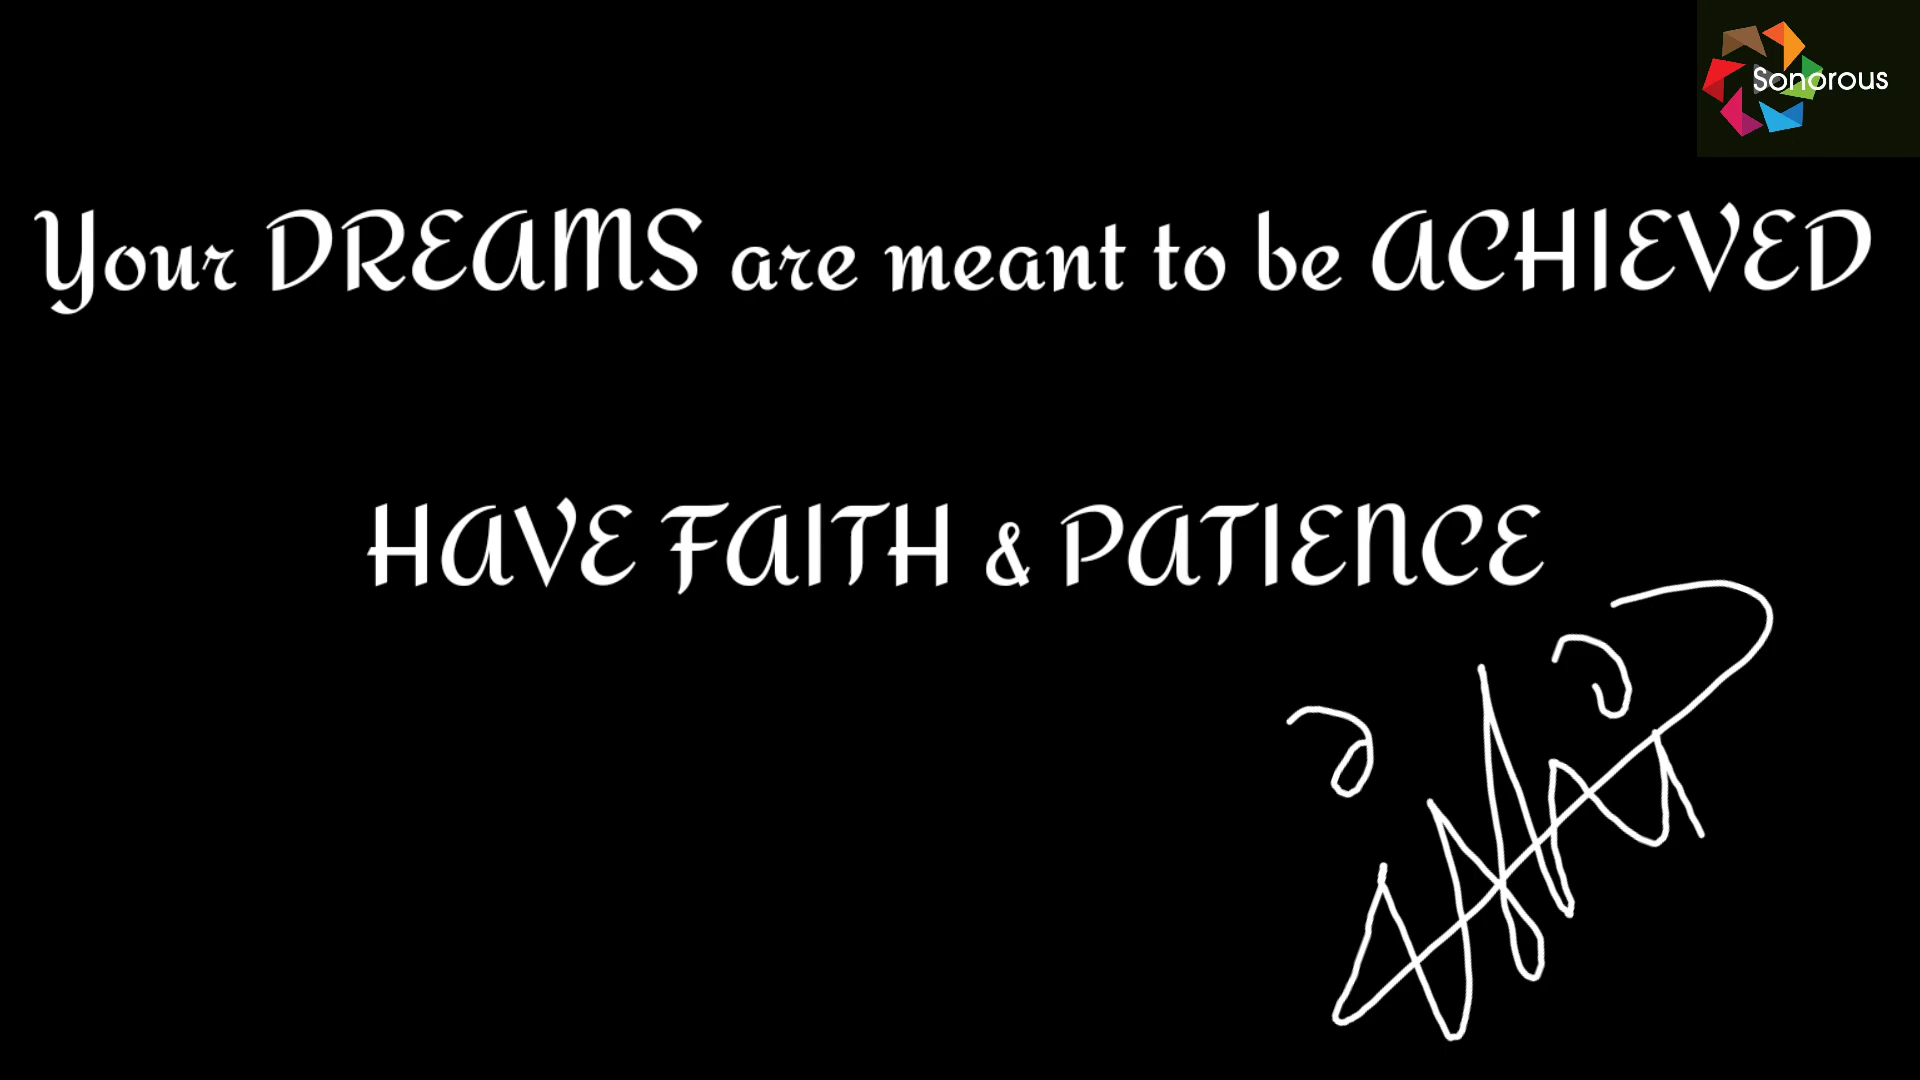 Sonorous
Your DREAMS are meant to be ACHIEVED
HAVE FAITH & PATIENCE